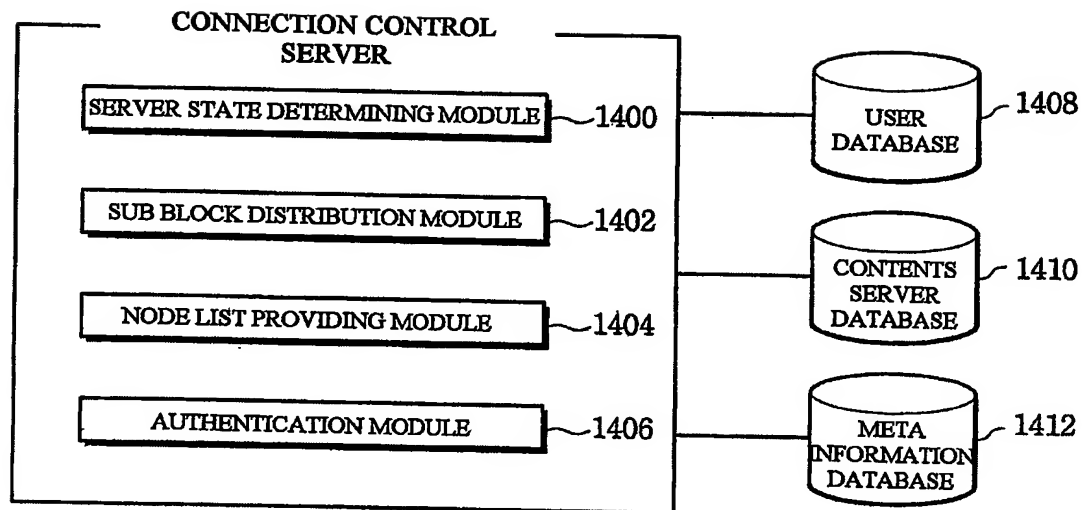 CONNECTION CONTROL
SERVER
SERVER STATE DETERMINING MODULE
1400
SUB BLOCK DISTRIBUTION MODULE
1402
NODE LIST PROVIDING MODULE
1404
AUTHENTICATION MODULE
1406
USER
DATABASE
1408
CONTENTS
SERVER
DATABASE
1410
META
INFORMATION
DATABASE
1412